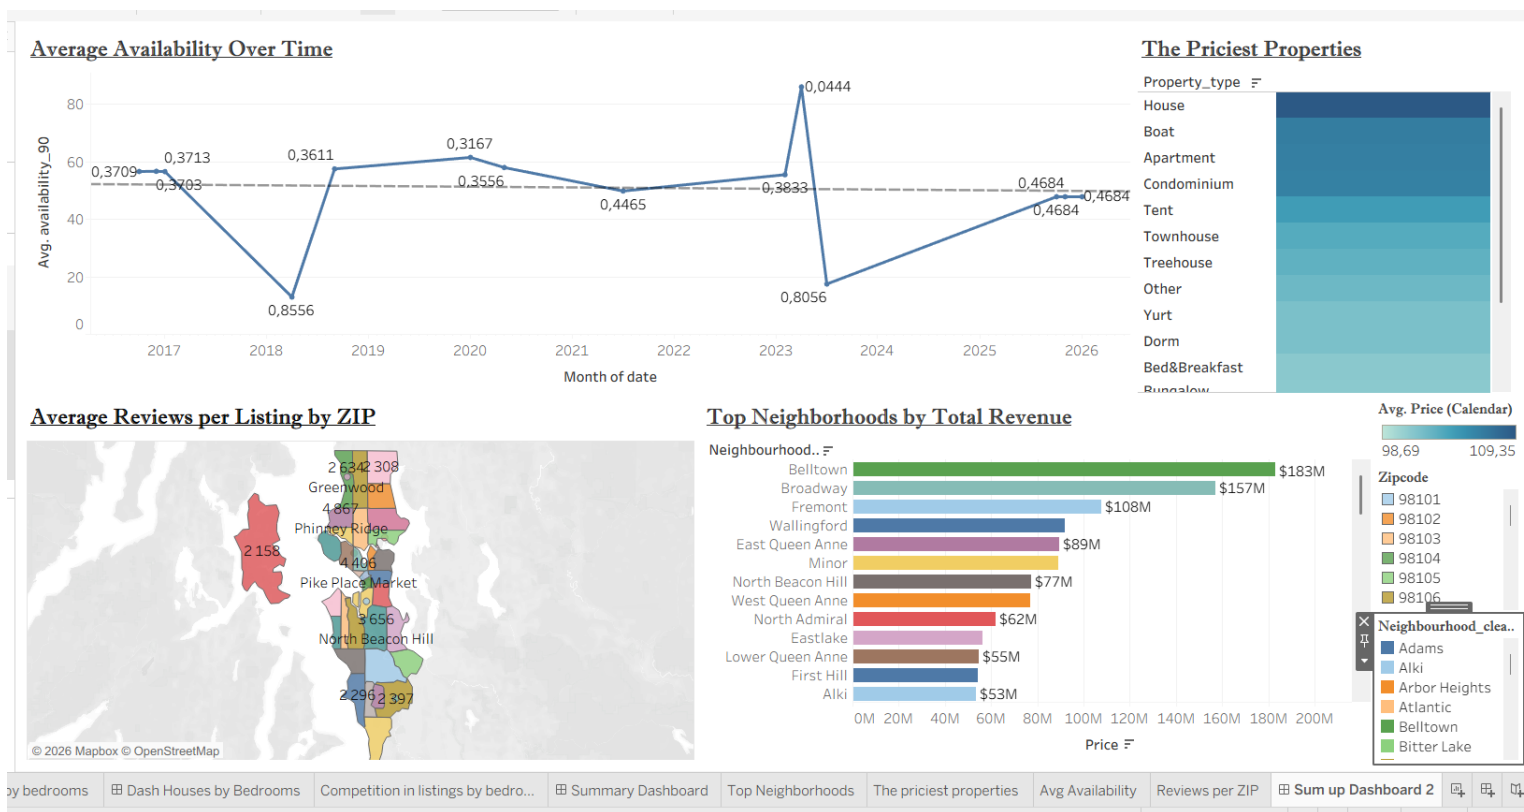 Average Availability Over Time
Avg. availability_90
80
60
40
20
0
0,3709
0,3713
0,3703
0,8556
0,3611
0,3167
0,3556
0,4465
0,3833
0,0444
0,8056
0,4684
0,4684
0,4684
2017 2018 2019 2020 2021 2022 2023 2024 2025 2026
Month of date
The Priciest Properties
Property_type
House
Boat
Apartment
Condominium
Tent
Townhouse
Treehouse
Other
Yurt
Dorm
Bed&Breakfast
Bungalow
Average Reviews per Listing by ZIP
2 634 2 308
Greenwood
4 867
Phinney Ridge
2 158
4 406
Pike Place Market
3 656
North Beacon Hill
2 296 2 397
© 2026 Mapbox © OpenStreetMap
Top Neighborhoods by Total Revenue
Neighbourhood..
Belltown $183M
Broadway $157M
Fremont $108M
Wallingford
East Queen Anne $89M
Minor
North Beacon Hill $77M
West Queen Anne
North Admiral $62M
Eastlake
Lower Queen Anne $55M
First Hill
Alki $53M
0M 20M 40M 60M 80M 100M 120M 140M 160M 180M 200M
Price
Avg. Price (Calendar)
98,69 109,35
Zipcode
98101
98102
98103
98104
98105
98106
Neighbourhood_clea..
Adams
Alki
Arbor Heights
Atlantic
Belltown
Bitter Lake
by bedrooms Dash Houses by Bedrooms Competition in listings by bedro... Summary Dashboard Top Neighborhoods The priciest properties Avg Availability Reviews per ZIP Sum up Dashboard 2